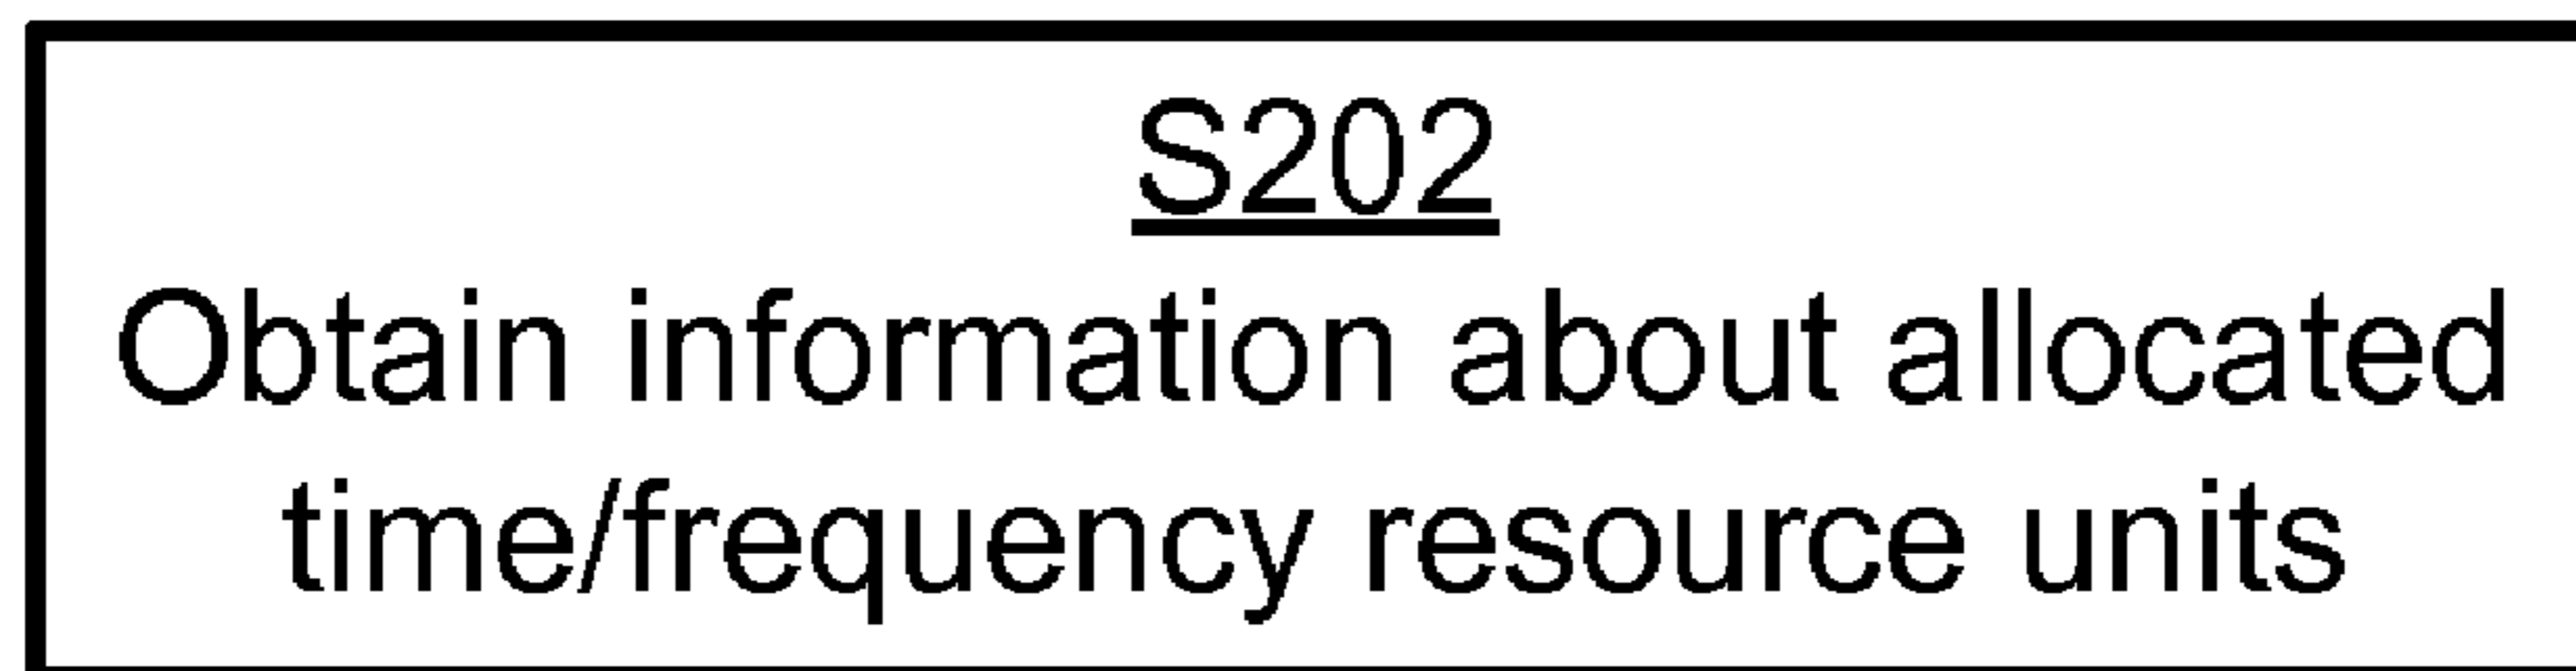 S202
Obtain information about allocated
time/frequency resource units